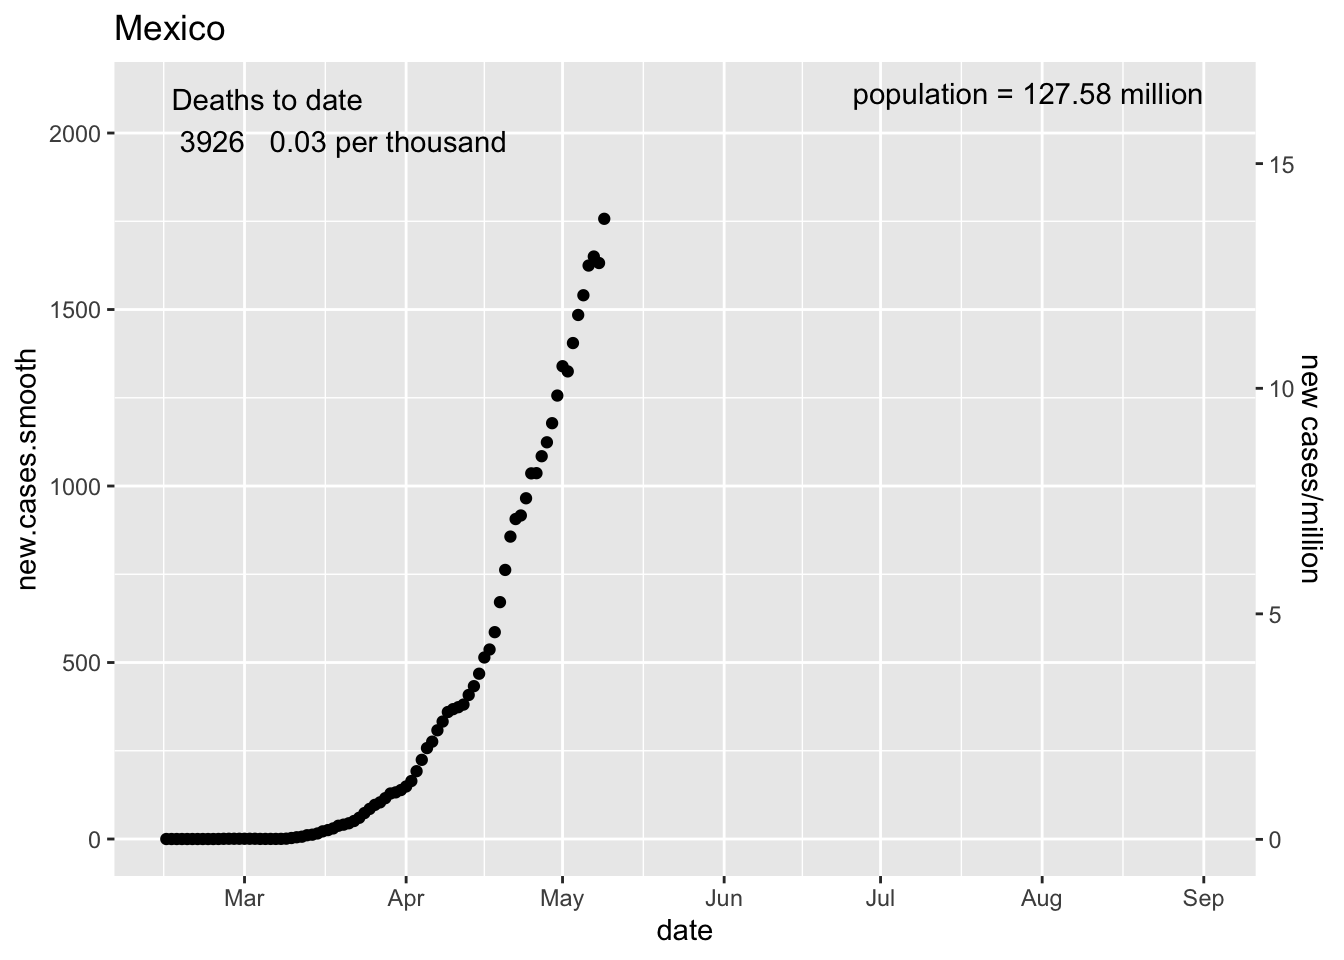 Mexico
Deaths to date
population = 127.58 million
3926 0.03 per thousand
2000
1500
1000
500
0
new.cases.smooth
15
10
5
0
new cases/million
Mar Apr May Jun Jul Aug Sep
date